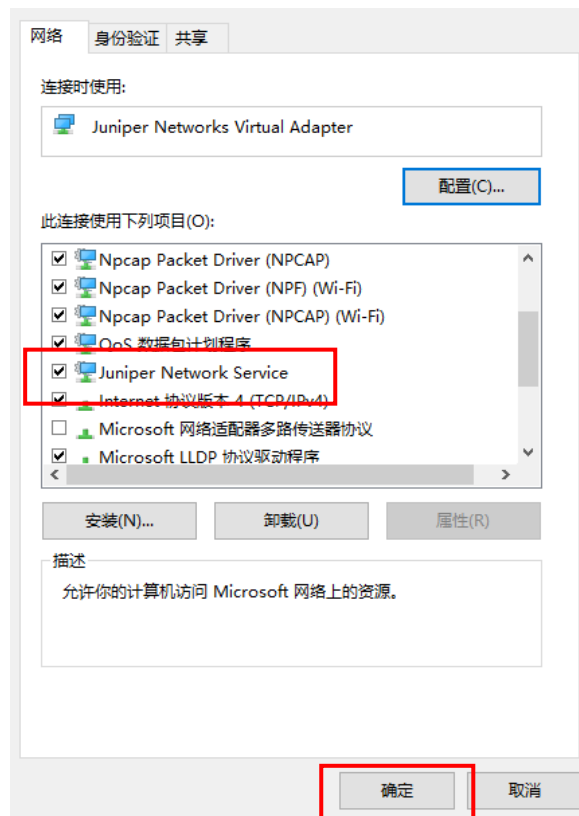 网络 身份验证 共享
连接时使用:
Juniper Networks Virtual Adapter
配置(C)...
此连接使用下列项目(O):
Npcap Packet Driver (NPCAP)
Npcap Packet Driver (NPF) (Wi-Fi)
Npcap Packet Driver (NPCAP) (Wi-Fi)
QoS 数据包计划程序
Juniper Network Service
Internet 协议版本 4 (TCP/IPv4)
Microsoft 网络适配器多路传送器协议
Microsoft LLDP 协议驱动程序
安装(N)... 卸载(U) 属性(R)
描述
允许你的计算机访问 Microsoft 网络上的资源。
确定 取消